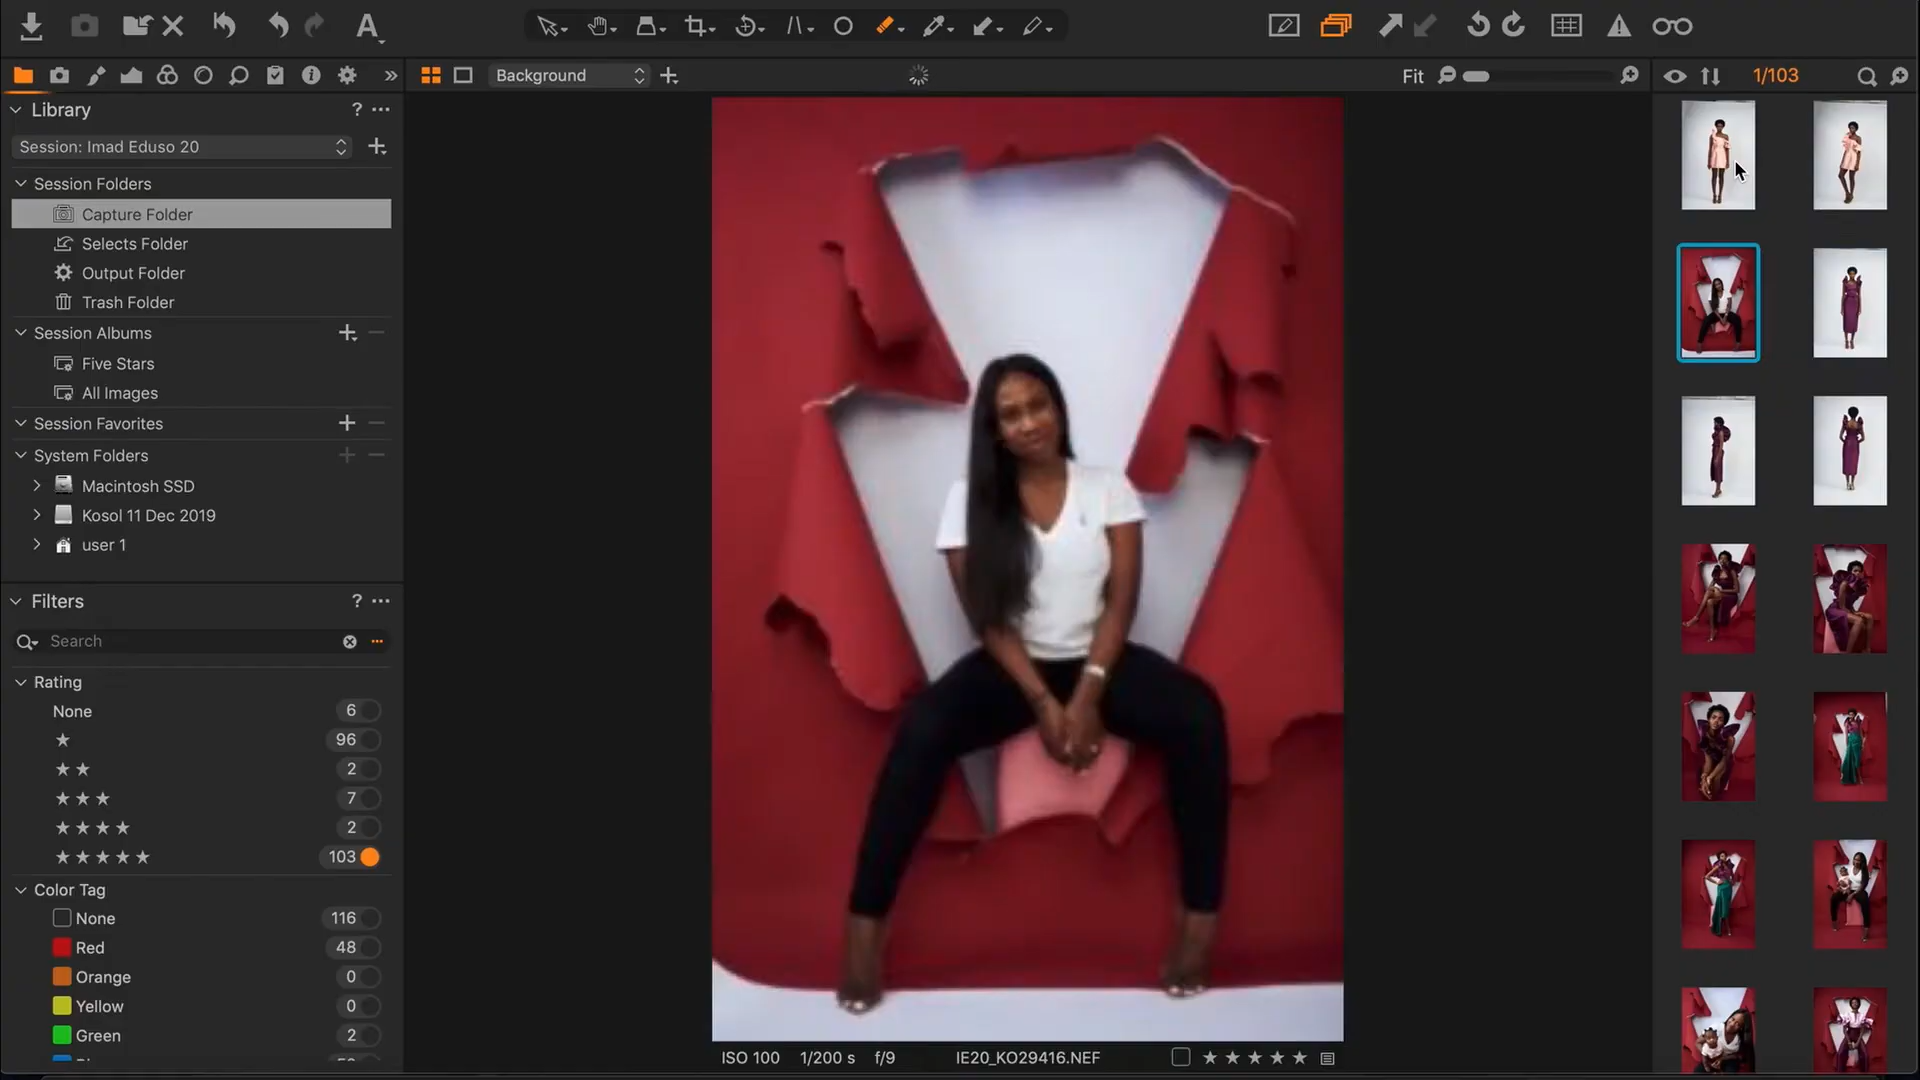 A
Background
Fit
1/103
Library
?
Session: Imad Eduso 20
Session Folders
Capture Folder
Selects Folder
Output Folder
Trash Folder
Session Albums
Five Stars
All Images
Session Favorites
System Folders
Macintosh SSD
Kosol 11 Dec 2019
user 1
Filters
?
Search
Rating
None 6
96
2
7
2
103
Color Tag
None 116
Red 48
Orange 0
Yellow 0
Green 2
ISO 100 1/200 s f/9 IE20_KO29416.NEF